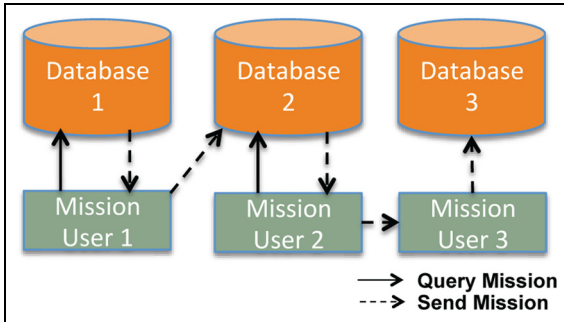 Database
1
Database
2
Database
3
Mission
User 1
Mission
User 2
Mission
User 3
Query Mission
Send Mission